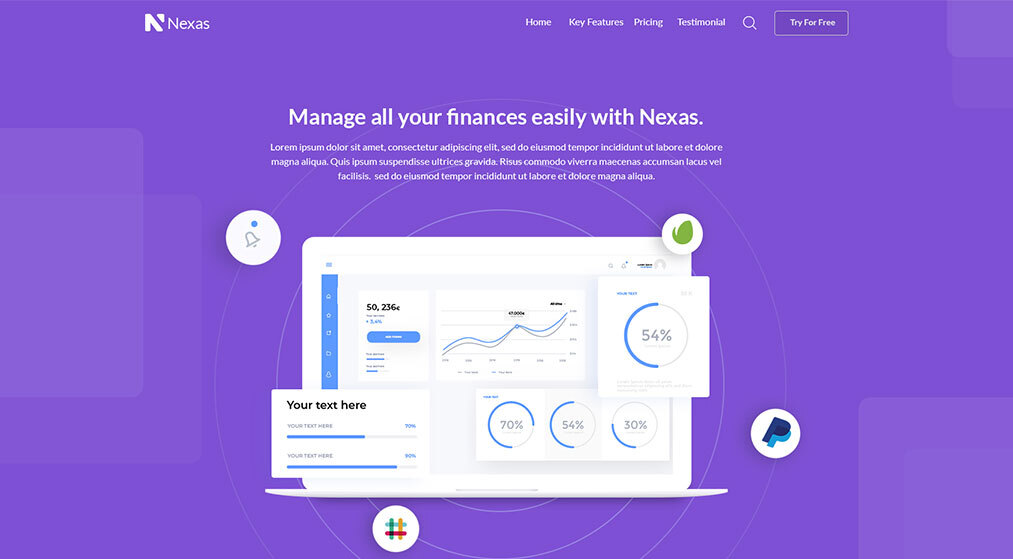 Nexas
Home Key Features Pricing Testimonial Try For Free
Manage all your finances easily with Nexas.
Lorem ipsum dolor sit amet, consectetur adipiscing elit, sed do eiusmod tempor incididunt ut labore et dolore
magna aliqua. Quis ipsum suspendisse ultrices gravida. Risus commodo viverra maecenas accumsan lacus vel
facilisis. sed do eiusmod tempor incididunt ut labore et dolore magna aliqua.
50, 236€
+ 3,4%
47.000€
YOUR TEXT
54%
Your text here
YOUR TEXT HERE 70%
YOUR TEXT HERE 90%
YOUR TEXT
70% 54% 30%